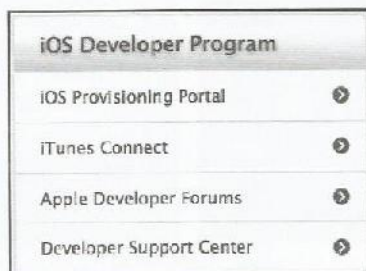 iOS Developer Program
iOS Provisioning Portal
iTunes Connect
Apple Developer Forums
Developer Support Center